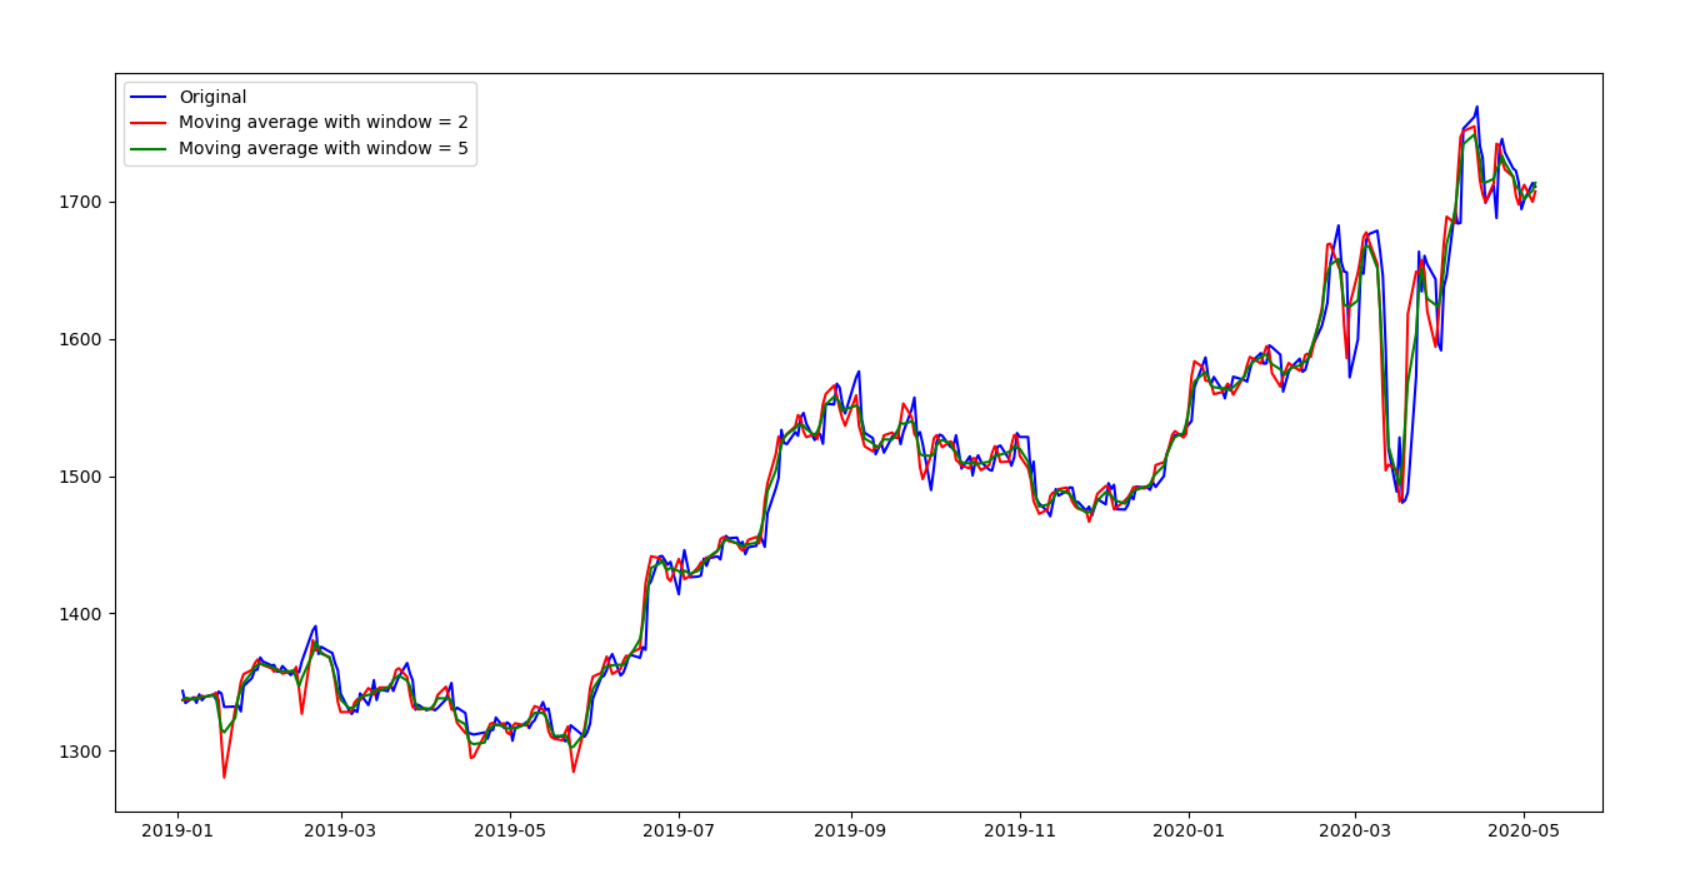 Original
Moving average with window = 2
Moving average with window = 5
1700
1600
1500
1400
1300
2019-01 2019-03 2019-05 2019-07 2019-09 2019-11 2020-01 2020-03 2020-05